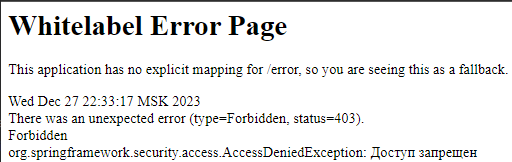 Whitelabel Error Page
This application has no explicit mapping for /error, so you are seeing this as a fallback.
Wed Dec 27 22:33:17 MSK 2023
There was an unexpected error (type=Forbidden, status=403).
Forbidden
org.springframework.security.access.AccessDeniedException: Доступ запрещен